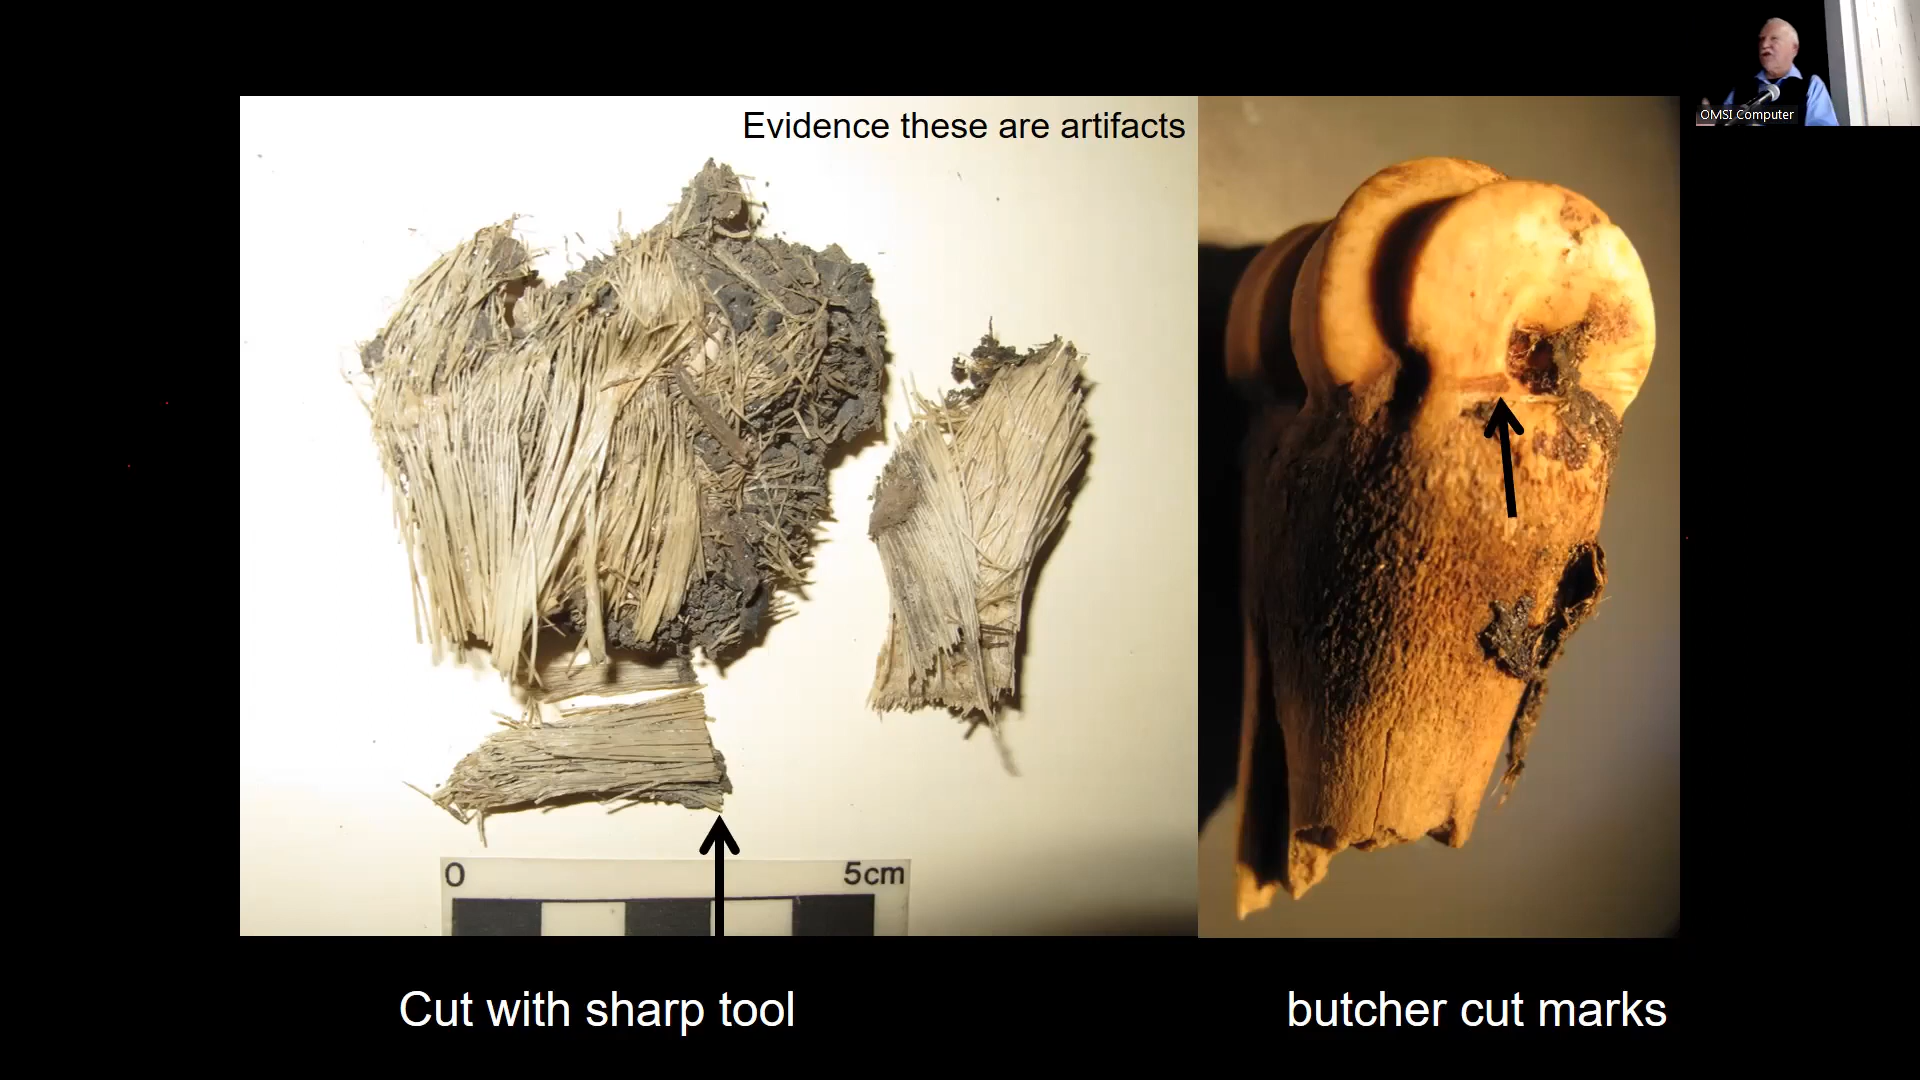 Evidence these are artifacts
OMSI Computer
0 5cm
Cut with sharp tool
butcher cut marks